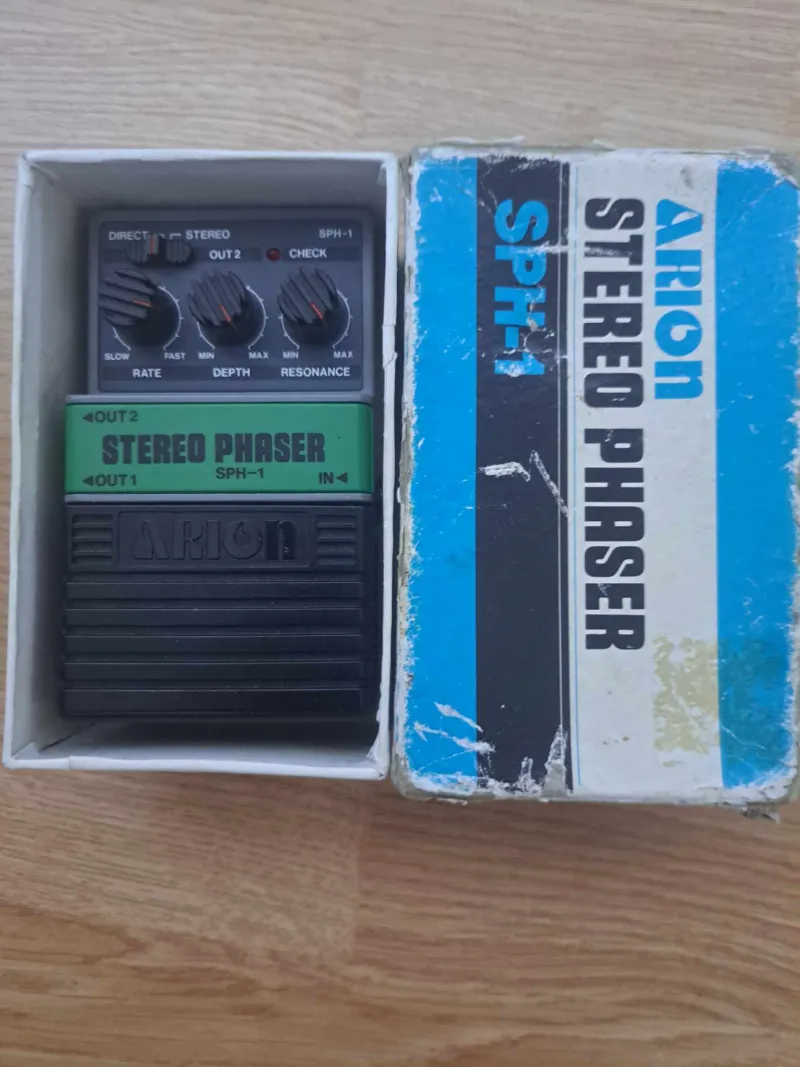 DIRECT STEREO SPH-1
OUT 2 CHECK
SLOW FAST MIN MAX MIN MAX
RATE DEPTH RESONANCE
◄OUT 2
STEREO PHASER
SPH-1
◄OUT 1 IN◄
ARION
ARION
STEREO PHASER
SPH-1